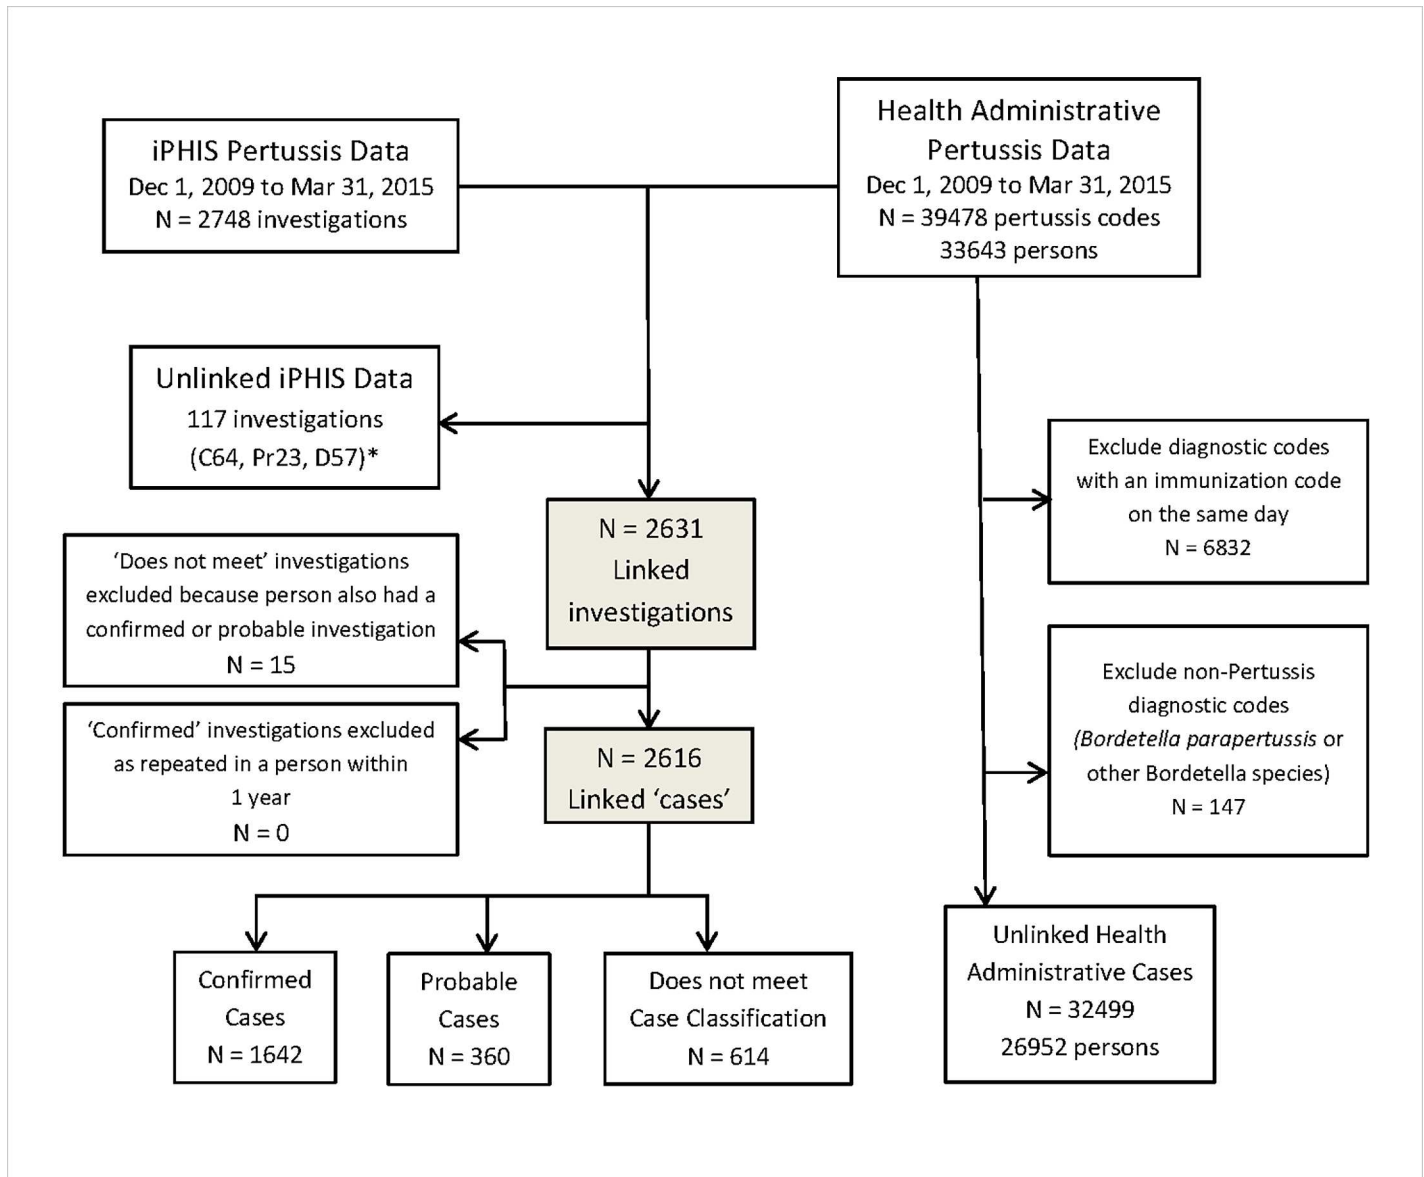 iPHIS Pertussis Data
Dec 1, 2009 to Mar 31, 2015
N = 2748 investigations
Health Administrative
Pertussis Data
Dec 1, 2009 to Mar 31, 2015
N = 39478 pertussis codes
33643 persons
Unlinked iPHIS Data
117 investigations
(C64, Pr23, D57)*
Exclude diagnostic codes
with an immunization code
on the same day
N = 6832
N = 2631
Linked
investigations
‘Does not meet’ investigations
excluded because person also had a
confirmed or probable investigation
N = 15
Exclude non-Pertussis
diagnostic codes
(Bordetella parapertussis or
other Bordetella species)
N = 147
‘Confirmed’ investigations excluded
as repeated in a person within
1 year
N = 0
N = 2616
Linked ‘cases’
Confirmed
Cases
N = 1642
Probable
Cases
N = 360
Does not meet
Case Classification
N = 614
Unlinked Health
Administrative Cases
N = 32499
26952 persons